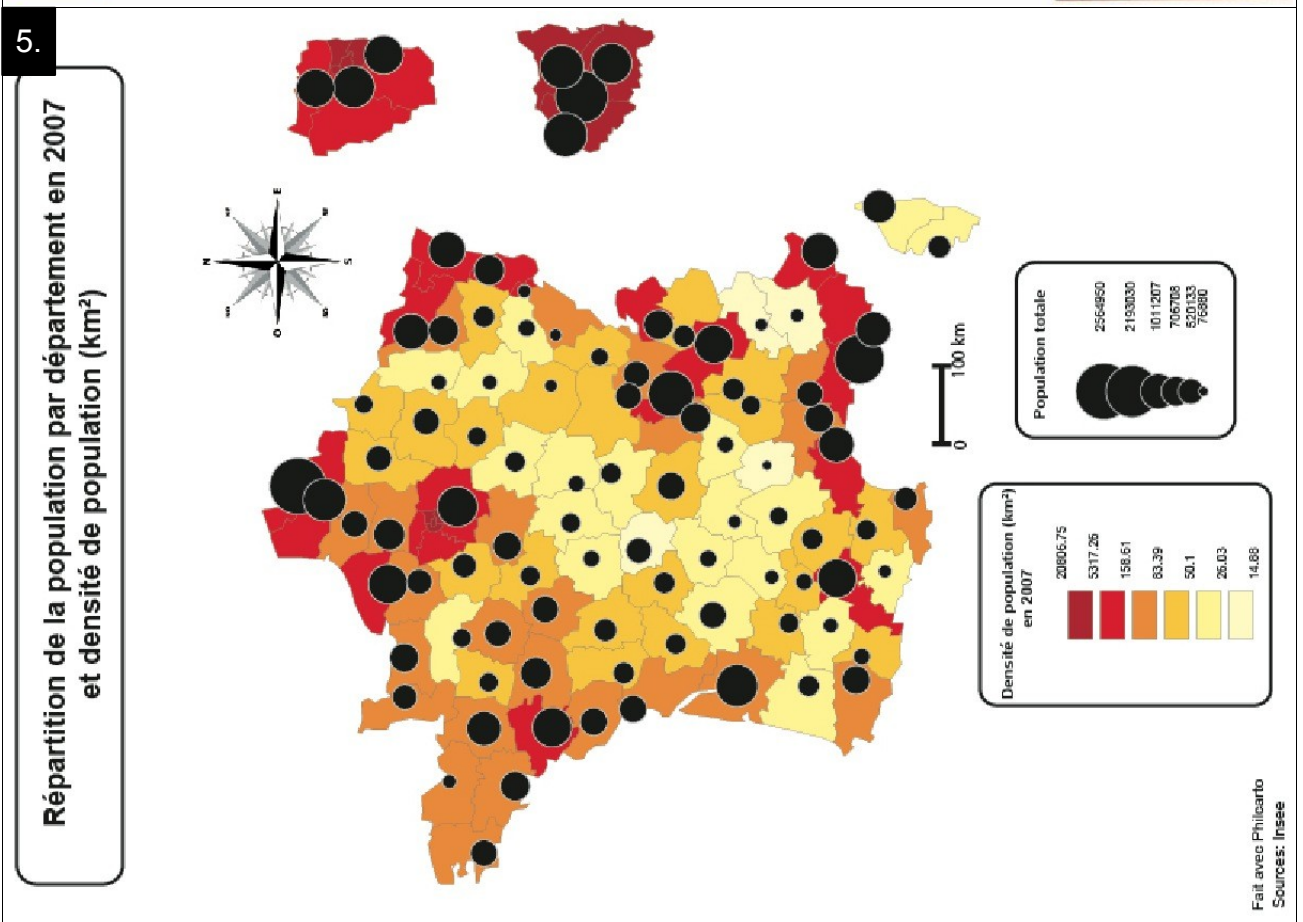 5.
Répartition de la population par département en 2007
et densité de population (km²)
N
E
S
O
0
100 km
Population totale
2564950
2193030
1011207
706708
520133
76880
Densité de population (km²)
en 2007
20806.75
5317.26
158.61
83.39
50.1
26.03
14.88
Fait avec Philcarto
Sources: Insee